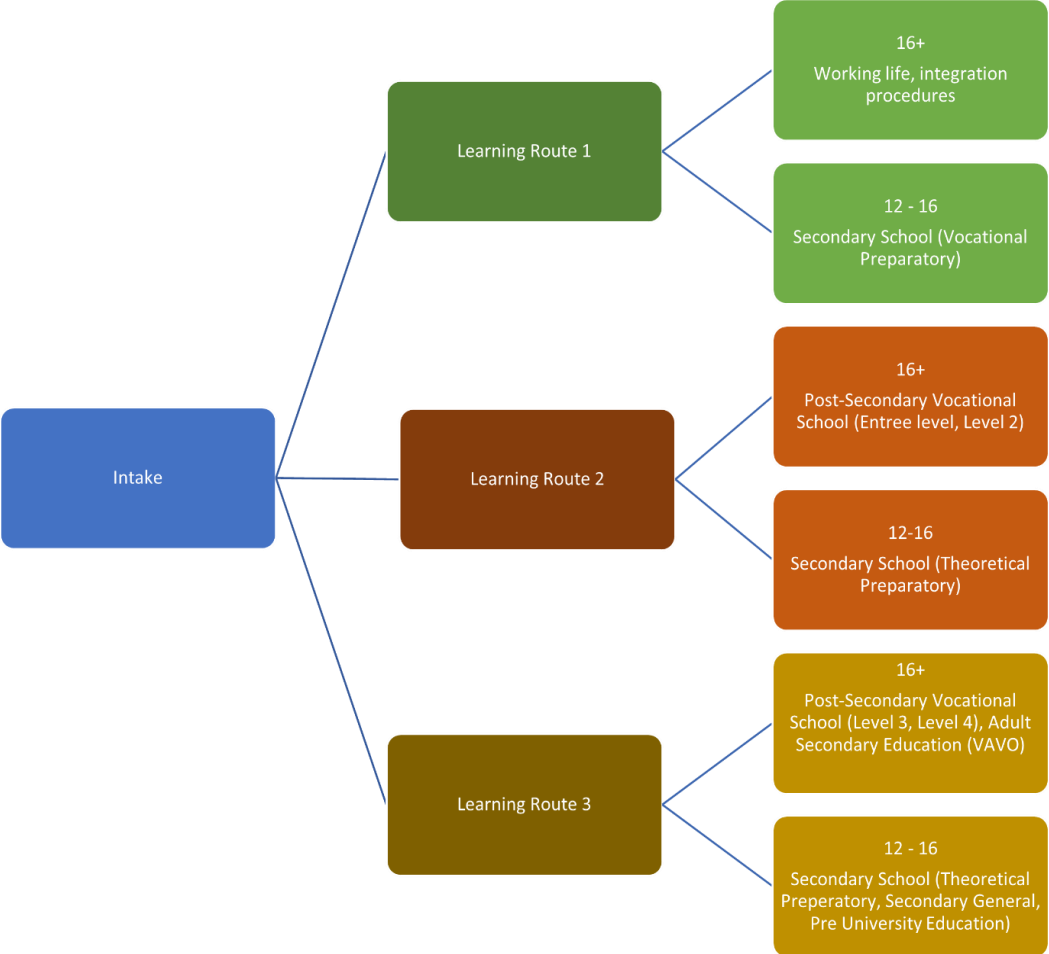 16+
Working life, integration
procedures
Learning Route 1
12 - 16
Secondary School (Vocational
Preparatory)
16+
Post-Secondary Vocational
School (Entree level, Level 2)
Intake
Learning Route 2
12-16
Secondary School (Theoretical
Preparatory)
16+
Post-Secondary Vocational
School (Level 3, Level 4), Adult
Secondary Education (VAVO)
Learning Route 3
12 - 16
Secondary School (Theoretical
Preperatory, Secondary General,
Pre University Education)